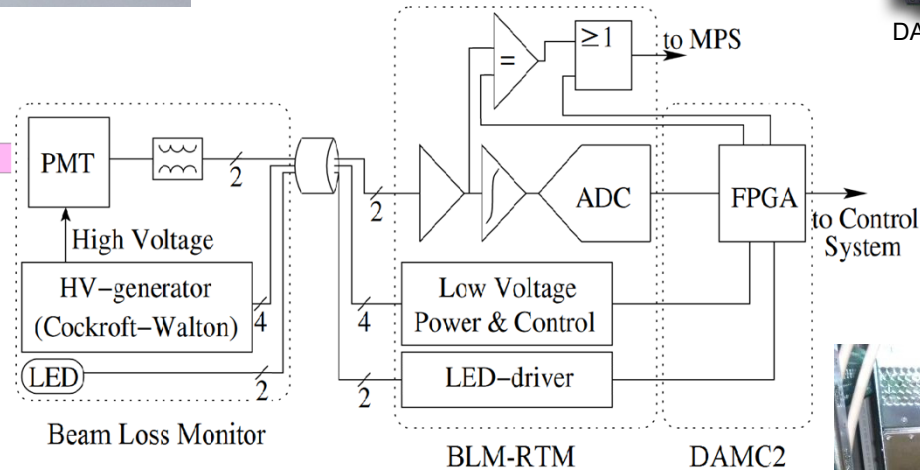 DA
=
≥1
to MPS
PMT
2
2
ADC
FPGA
to Control
System
High Voltage
HV−generator
(Cockroft−Walton)
4
Low Voltage
Power & Control
4
LED
2
LED−driver
2
Beam Loss Monitor
BLM-RTM
DAMC2